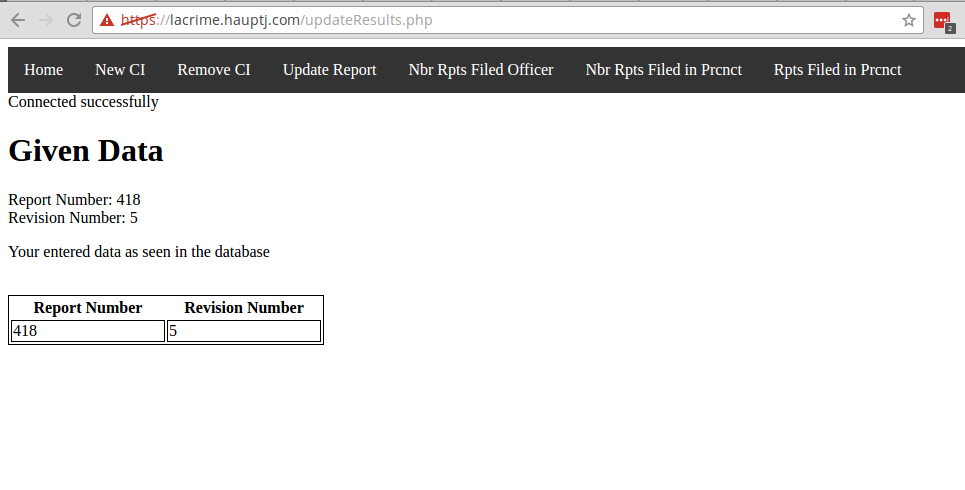 https://lacrime.hauptj.com/updateResults.php
2
Home New CI Remove CI Update Report Nbr Rpts Filed Officer Nbr Rpts Filed in Prcnct Rpts Filed in Prcnct
Connected successfully
Given Data
Report Number: 418
Revision Number: 5
Your entered data as seen in the database
Report Number Revision Number
418 5